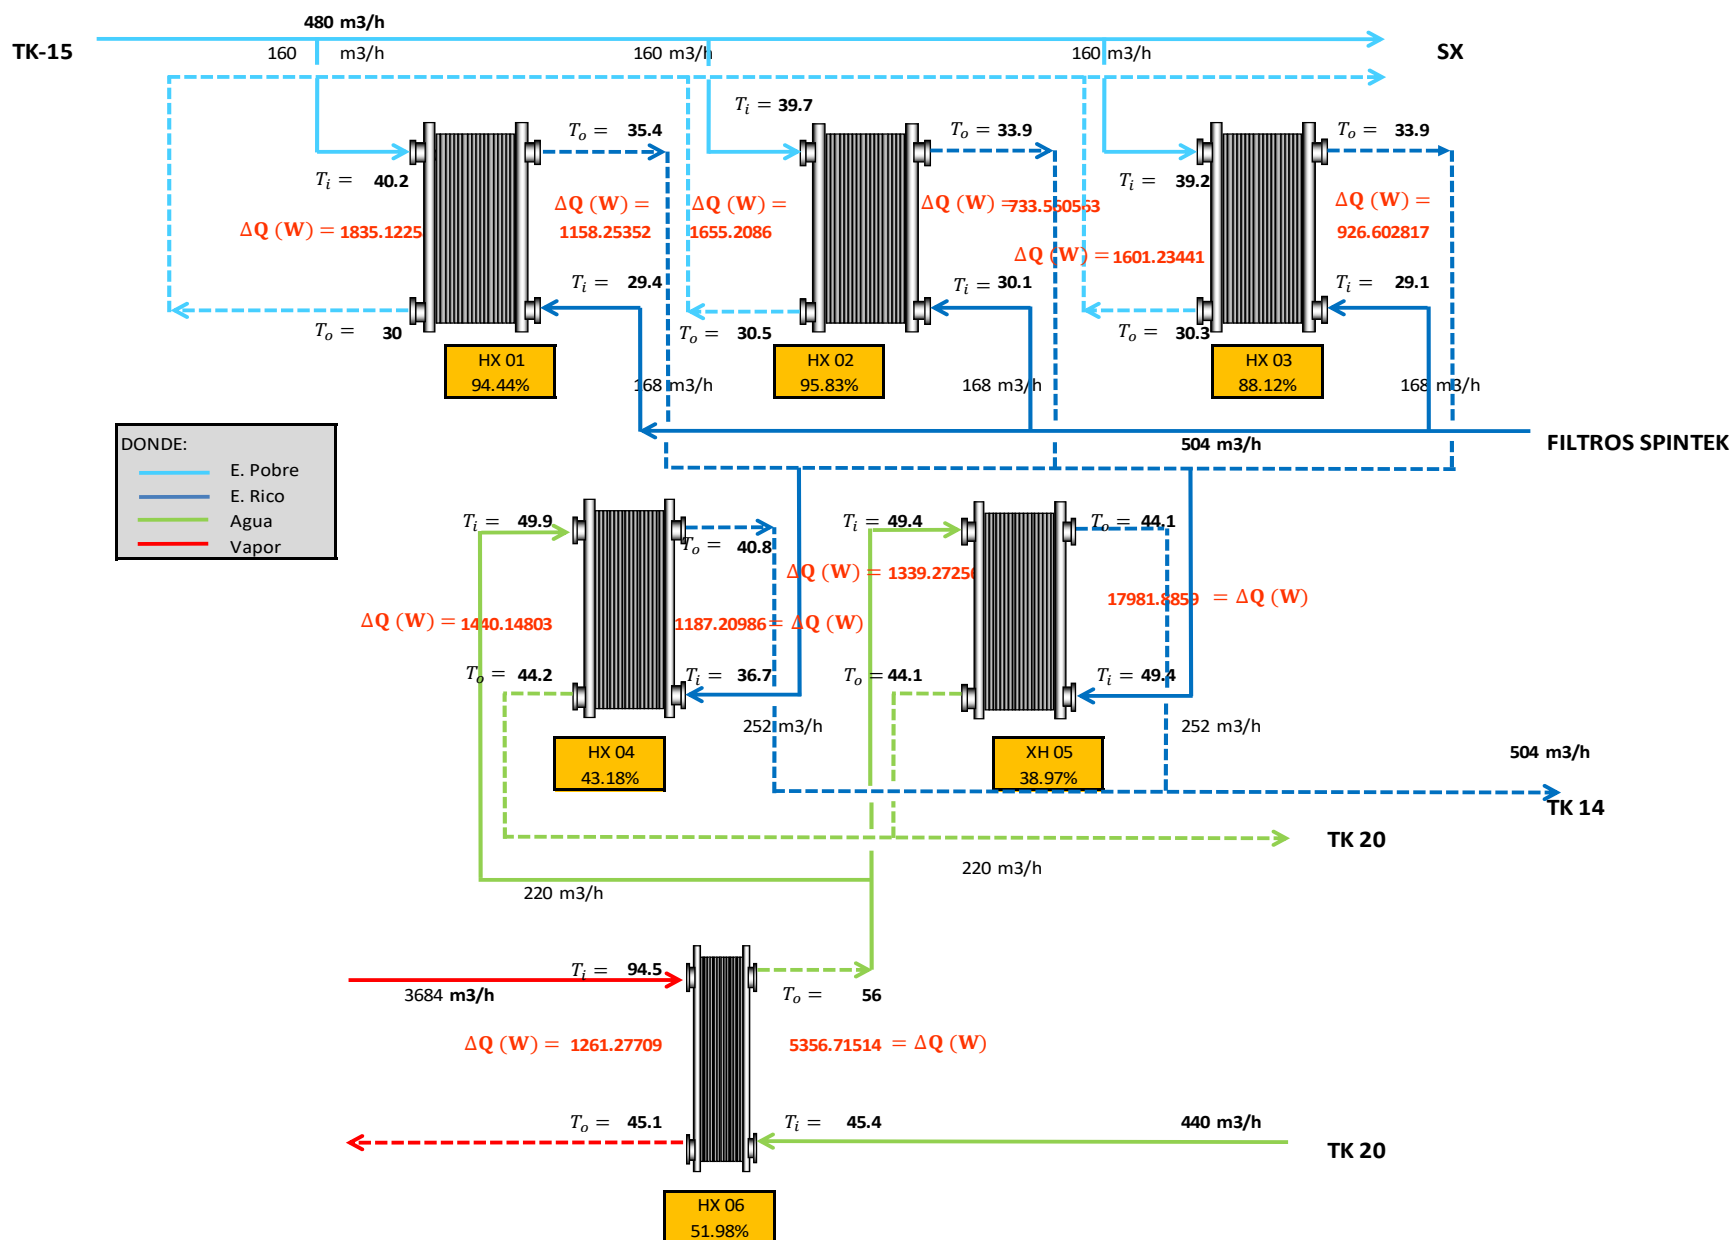 480 m3/h
TK-15
160 m3/h
160 m3/h
160 m3/h
SX
Ti = 40.2
To = 35.4
Ti = 39.7
To = 33.9
Ti = 39.2
To = 33.9
ΔQ (W) = 1835.1225
ΔQ (W) =
1158.25352
ΔQ (W) =
1655.2086
ΔQ (W) =
ΔQ (W) = 1601.23441
ΔQ (W) =
926.602817
Ti = 29.4
To = 30
Ti = 30.1
To = 30.5
Ti = 29.1
To = 30.3
HX 01
94.44%
HX 02
95.83%
HX 03
88.12%
168 m3/h
168 m3/h
168 m3/h
504 m3/h
FILTROS SPINTEK
DONDE:
E. Pobre
E. Rico
Agua
Vapor
Ti = 49.9
To = 40.8
Ti = 49.4
To = 44.1
ΔQ (W) = 1440.14803
1187.20986 = ΔQ (W)
ΔQ (W) = 1339.27256
17981.8859 = ΔQ (W)
To = 44.2
Ti = 36.7
To = 44.1
Ti = 49.4
252 m3/h
252 m3/h
HX 04
43.18%
XH 05
38.97%
504 m3/h
TK 14
TK 20
220 m3/h
220 m3/h
Ti = 94.5
3684 m3/h
To = 56
ΔQ (W) = 1261.27709
5356.71514 = ΔQ (W)
To = 45.1
Ti = 45.4
440 m3/h
TK 20
HX 06
51.98%